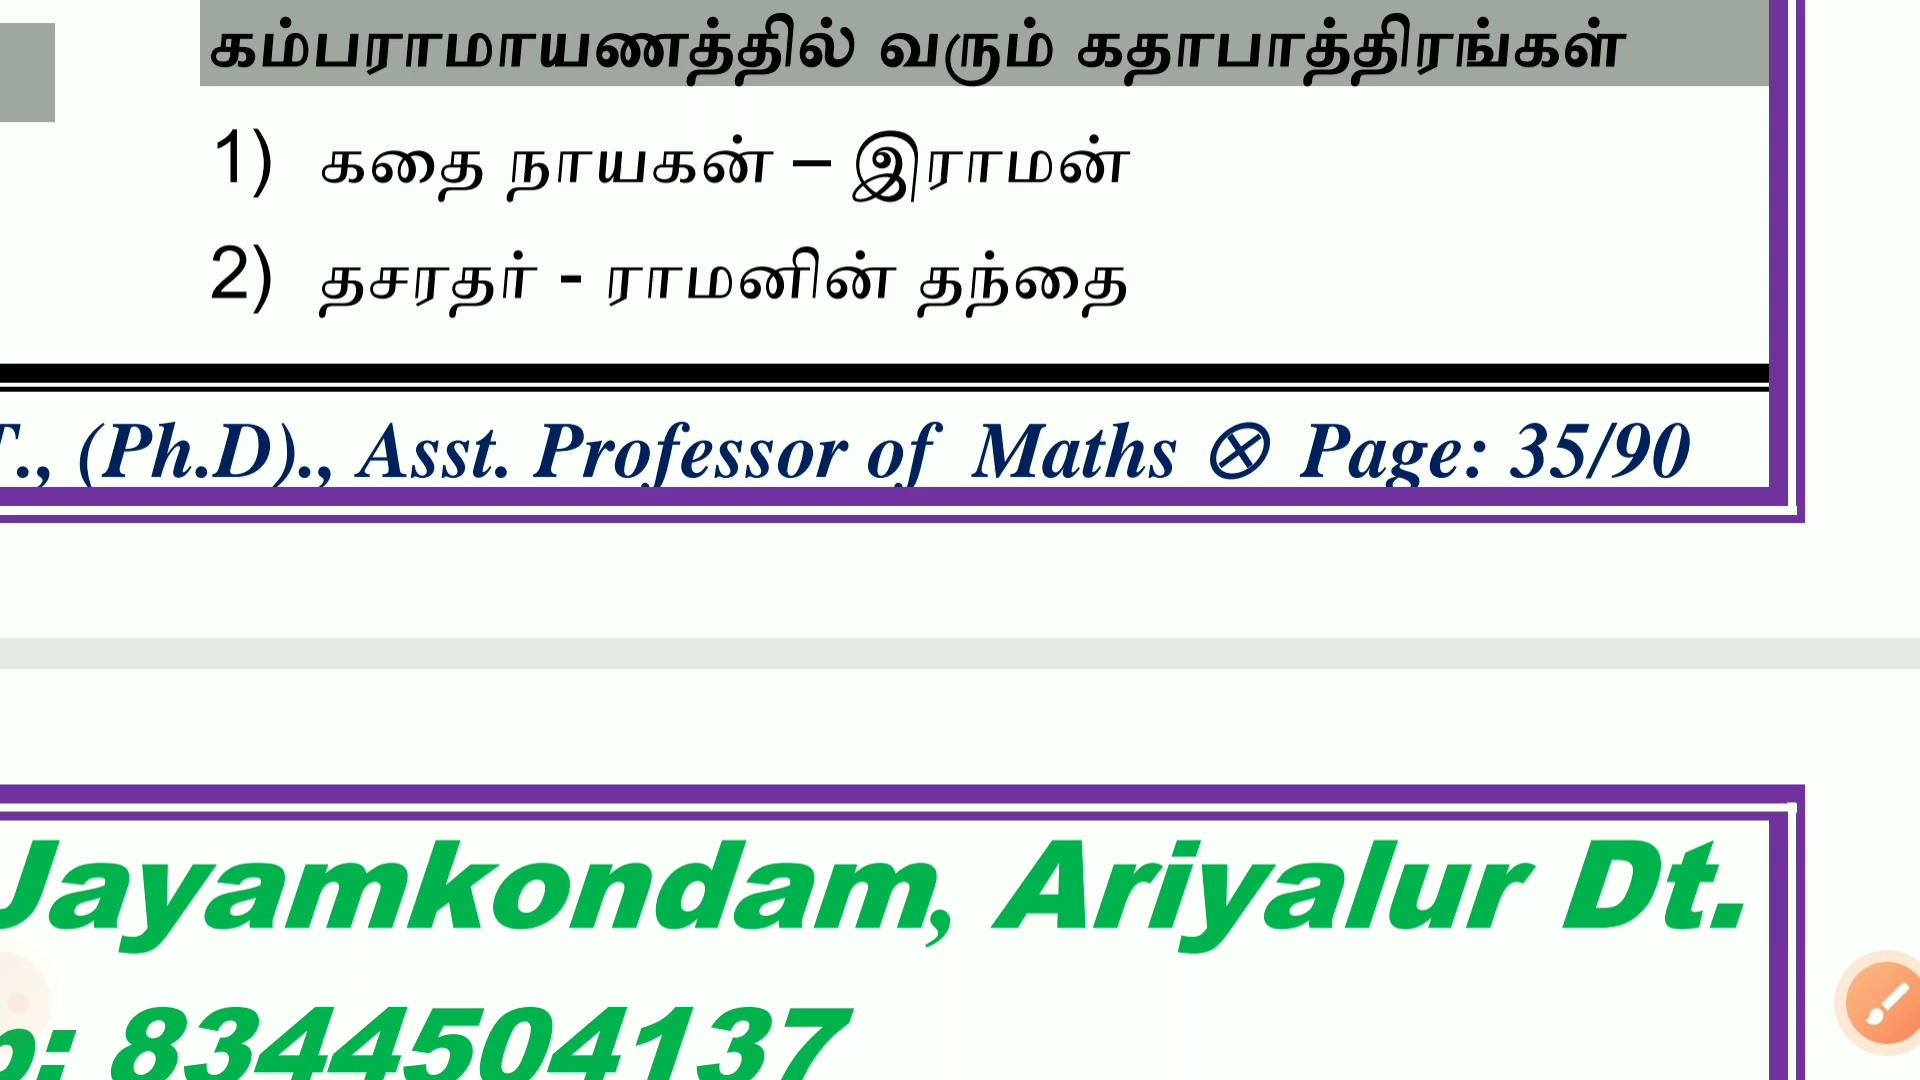 கம்பராமாயணத்தில் வரும் கதாபாத்திரங்கள்
1) கதை நாயகன் – இராமன்
2) தசரதர் - ராமனின் தந்தை
T., (Ph.D)., Asst. Professor of Maths ⊗ Page: 35/90
Jayamkondam, Ariyalur Dt.
p: 8344504137